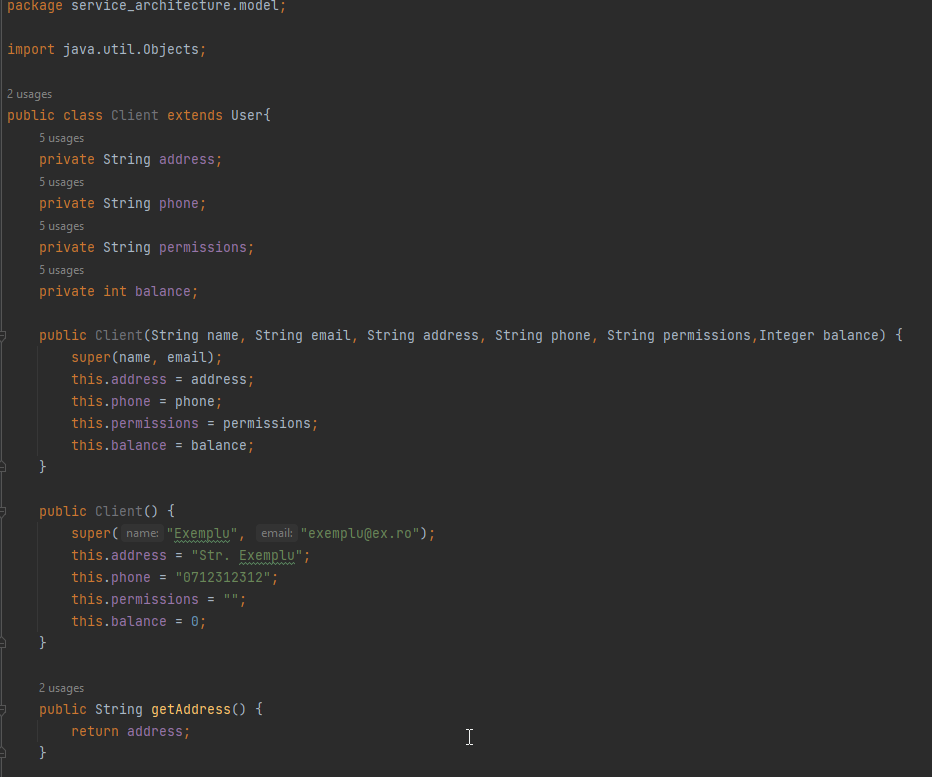 package service_architecture.model;
import java.util.Objects;
2 usages
public class Client extends User{
5 usages
private String address;
5 usages
private String phone;
5 usages
private String permissions;
5 usages
private int balance;
public Client(String name, String email, String address, String phone, String permissions,Integer balance) {
super(name, email);
this.address = address;
this.phone = phone;
this.permissions = permissions;
this.balance = balance;
}
public Client() {
super( name: "Exemplu", email: "exemplu@ex.ro");
this.address = "Str. Exemplu";
this.phone = "0712312312";
this.permissions = "";
this.balance = 0;
}
2 usages
public String getAddress() {
return address;
}